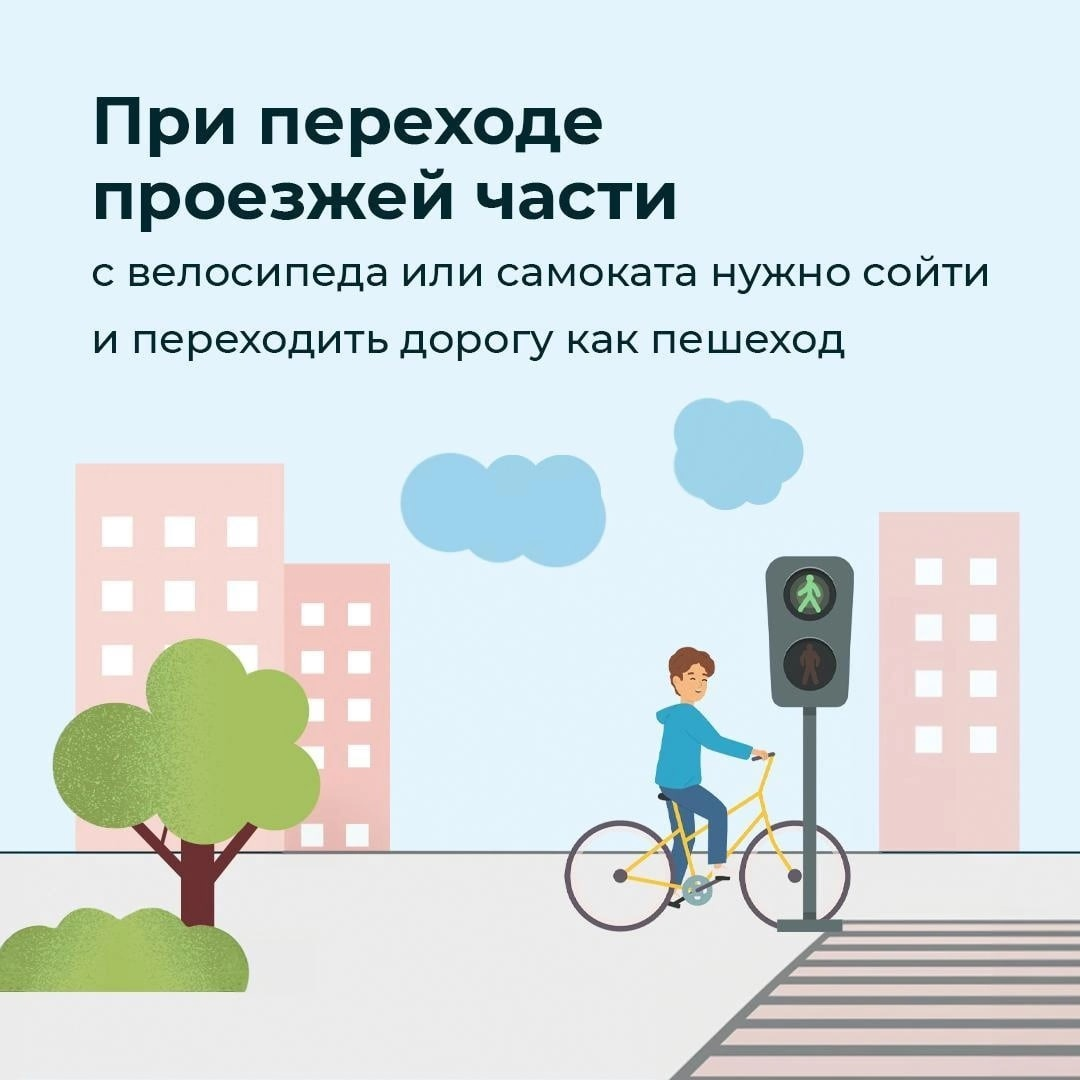 При переходе
проезжей части
с велосипеда или самоката нужно сойти
и переходить дорогу как пешеход